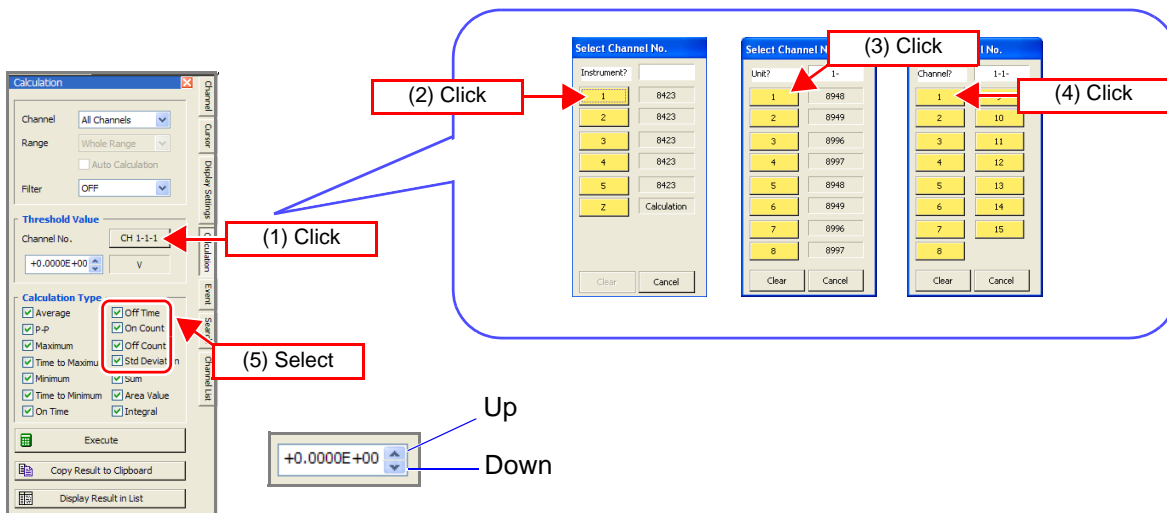 Calculation
Channel
All Channels
Range
Whole Range
Auto Calculation
Filter
OFF
Threshold Value
Channel No.
CH 1-1-1
+0.0000E+00
V
Calculation Type
Average
Off Time
P-P
On Count
Maximum
Off Count
Time to Maximu
Std Deviation
Minimum
Sum
Time to Minimum
Area Value
On Time
Integral
Execute
Copy Result to Clipboard
Display Result in List
Channel
Cursor
Display Settings
Calculation
Event
Search
Channel List
(1) Click
(2) Click
(3) Click
(4) Click
(5) Select
Select Channel No.
Instrument?
1
8423
2
8423
3
8423
4
8423
5
8423
Z
Calculation
Clear
Cancel
Select Channel N
Unit?
1-
1
8948
2
8949
3
8996
4
8997
5
8948
6
8949
7
8996
8
8997
Clear
Cancel
l No.
Channel?
1-1-
1
2
10
3
11
4
12
5
13
6
14
7
15
8
Clear
Cancel
+0.0000E+00
Up
Down